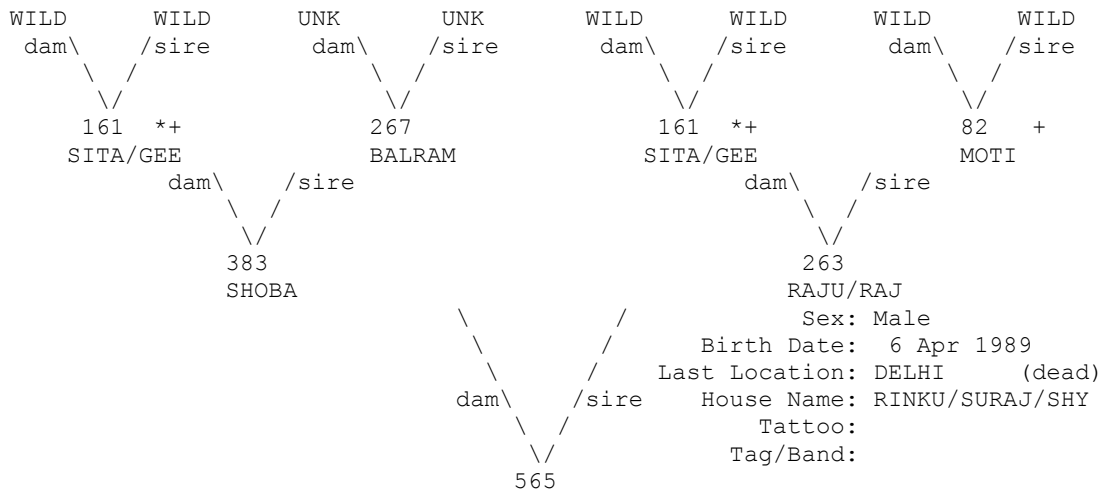 WILD WILD UNK UNK WILD WILD WILD WILD
dam\ /sire dam\ /sire dam\ /sire dam\ /sire
\ / \ / \ / \ /
\/ \/ \/ \/
161 *+ 267 161 *+ 82 +
SITA/GEE BALRAM SITA/GEE MOTI
dam\ /sire dam\ /sire
\ / \ /
\/ \/
383 263
SHOBA RAJU/RAJ
\ / Sex: Male
\ / Birth Date: 6 Apr 1989
\ / Last Location: DELHI (dead)
dam\ /sire House Name: RINKU/SURAJ/SHY
\ / Tattoo:
\/ Tag/Band:
565